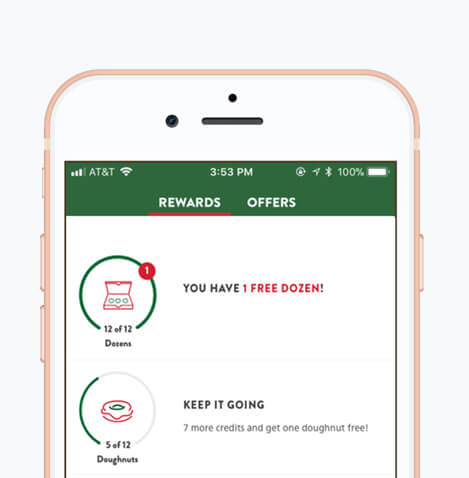 AT&T 3:53 PM 100%
REWARDS OFFERS
1
YOU HAVE 1 FREE DOZEN!
12 of 12
Dozens
KEEP IT GOING
7 more credits and get one doughnut free!
5 of 12
Doughnuts